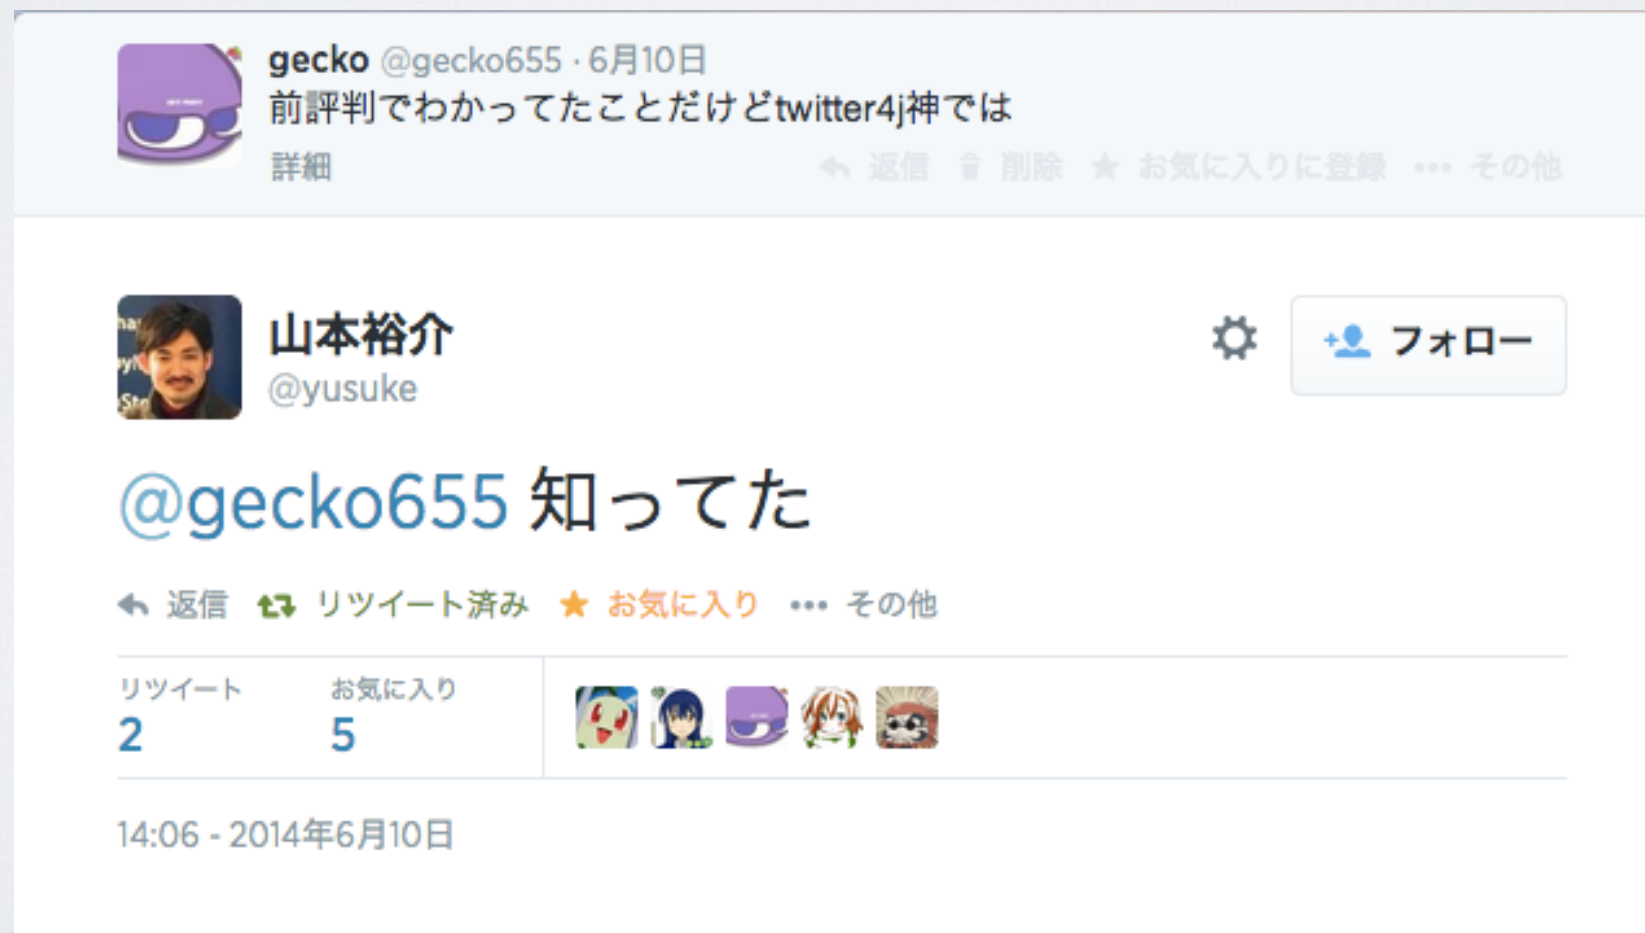 gecko @gecko655 · 6月10日
前評判でわかってたことだけどtwitter4j神では
詳細 返信 削除 お気に入りに登録 ••• その他
山本裕介
@yusuke
フォロー
@gecko655 知ってた
返信 リツイート済み お気に入り ••• その他
リツイート お気に入り
2 5
14:06 - 2014年6月10日